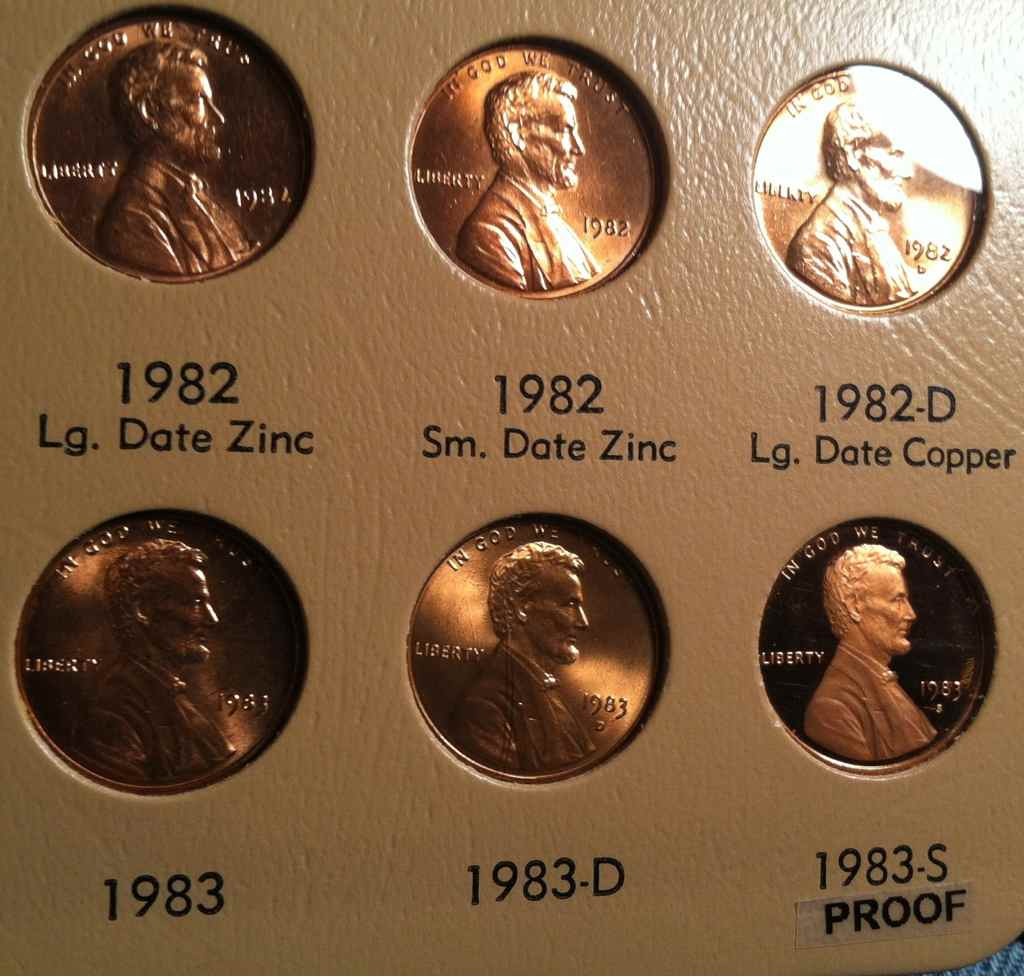 IN GOD WE TRUST
LIBERTY
1982
IN GOD WE TRUST
LIBERTY
1982
IN GOD
LIBERTY
1982
D
1982
Lg. Date Zinc
1982
Sm. Date Zinc
1982-D
Lg. Date Copper
IN GOD WE TRUST
LIBERTY
1983
IN GOD WE
LIBERTY
1983
D
IN GOD WE TRUST
LIBERTY
1983
S
1983
1983-D
1983-S
PROOF